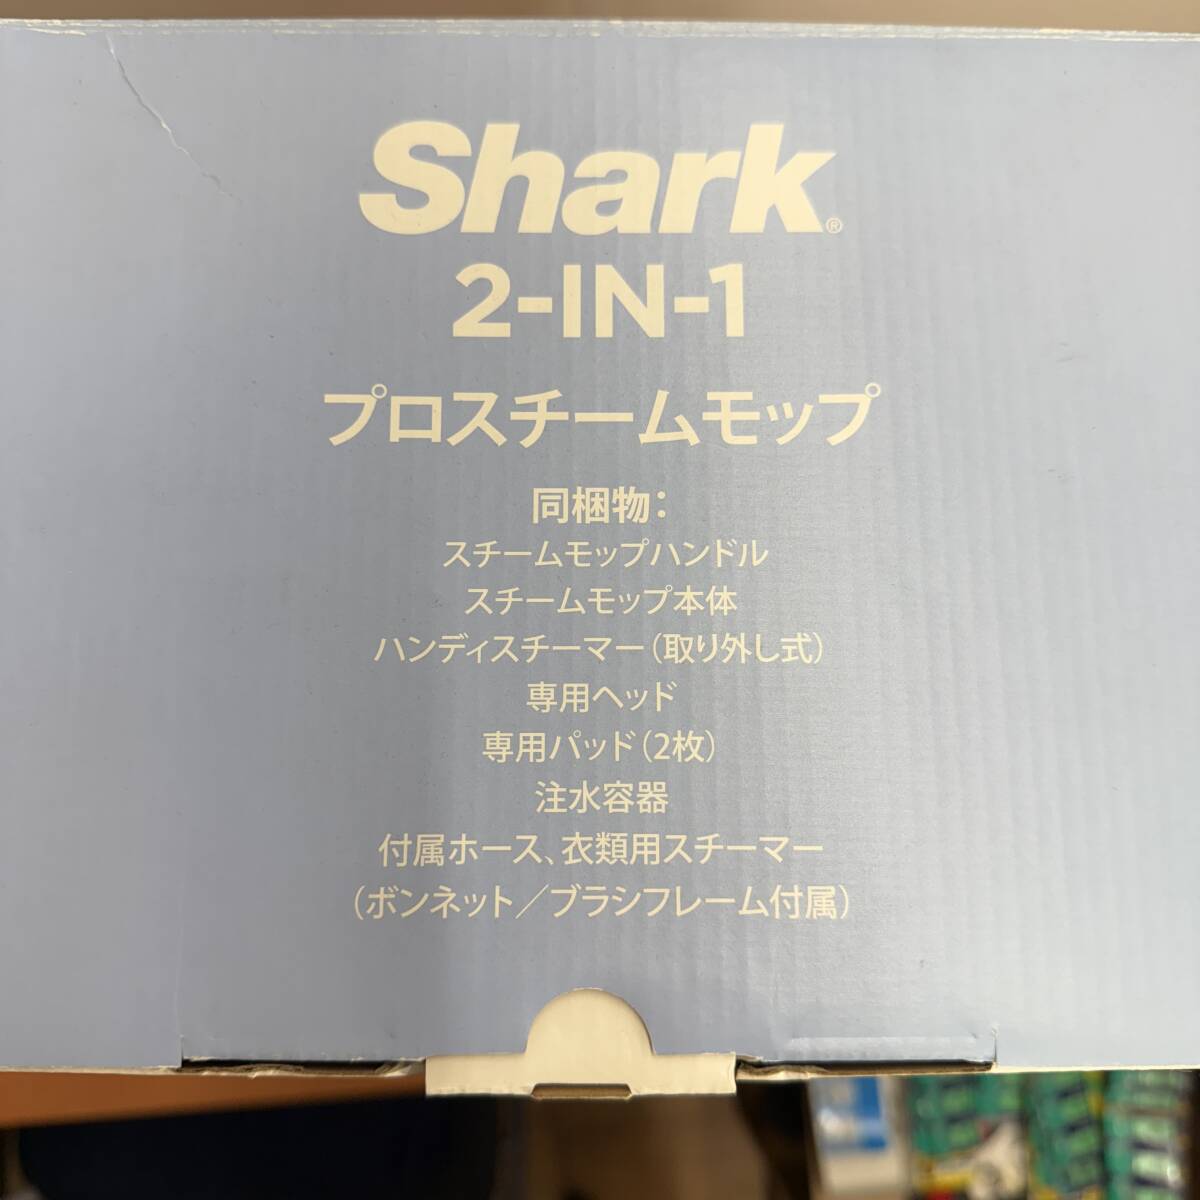 Shark®
2-IN-1
プロスチームモップ
同梱物：
スチームモップハンドル
スチームモップ本体
ハンディスチーマー（取り外し式）
専用ヘッド
専用パッド（2枚）
注水容器
付属ホース、衣類用スチーマー
（ボンネット／ブラシフレーム付属）